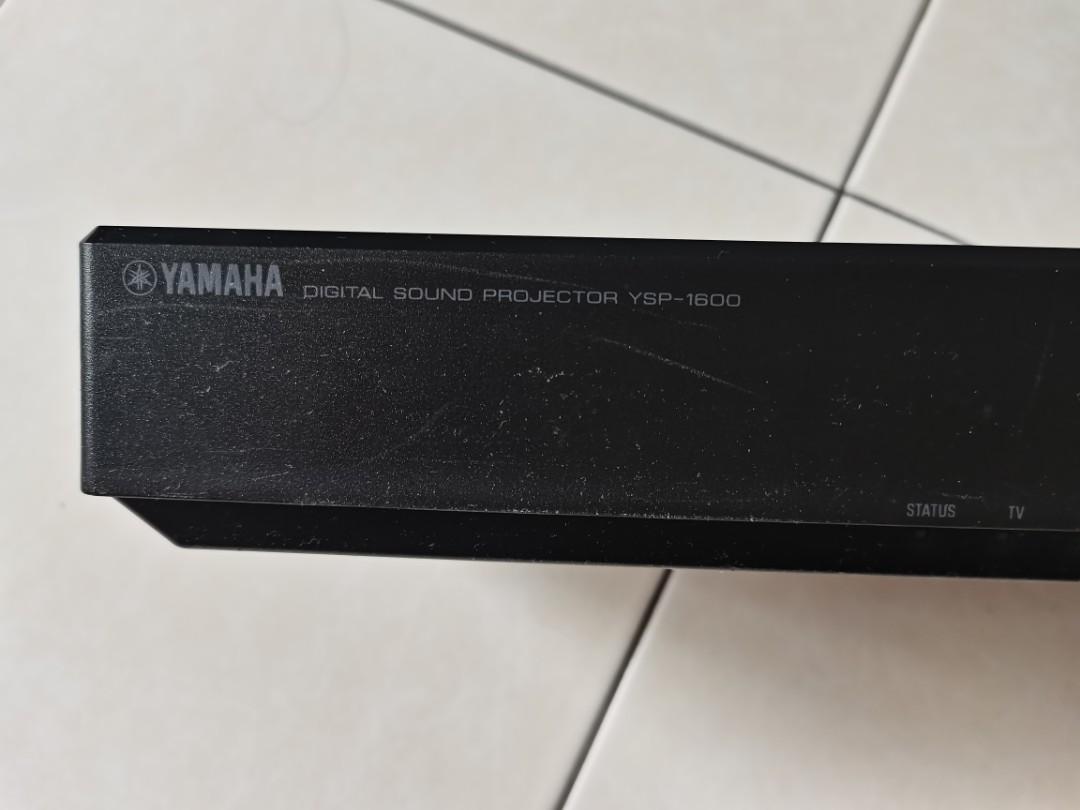 YAMAHA DIGITAL SOUND PROJECTOR YSP-1600
STATUS TV